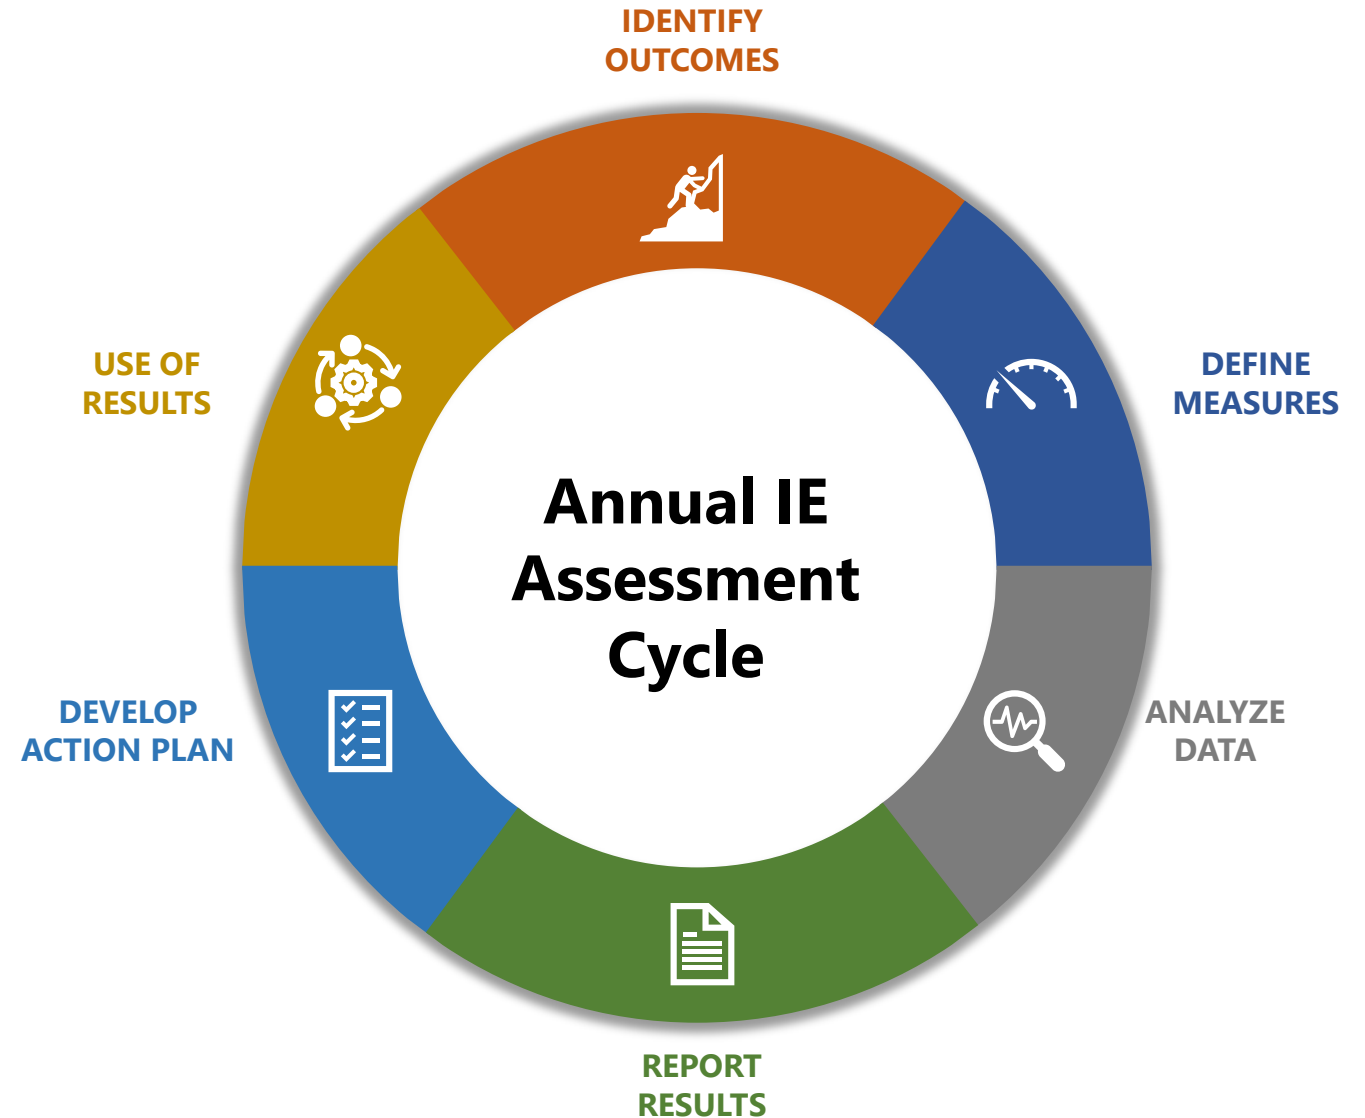 IDENTIFY
OUTCOMES
DEFINE
MEASURES
ANALYZE
DATA
REPORT
RESULTS
DEVELOP
ACTION PLAN
USE OF
RESULTS
Annual IE
Assessment
Cycle